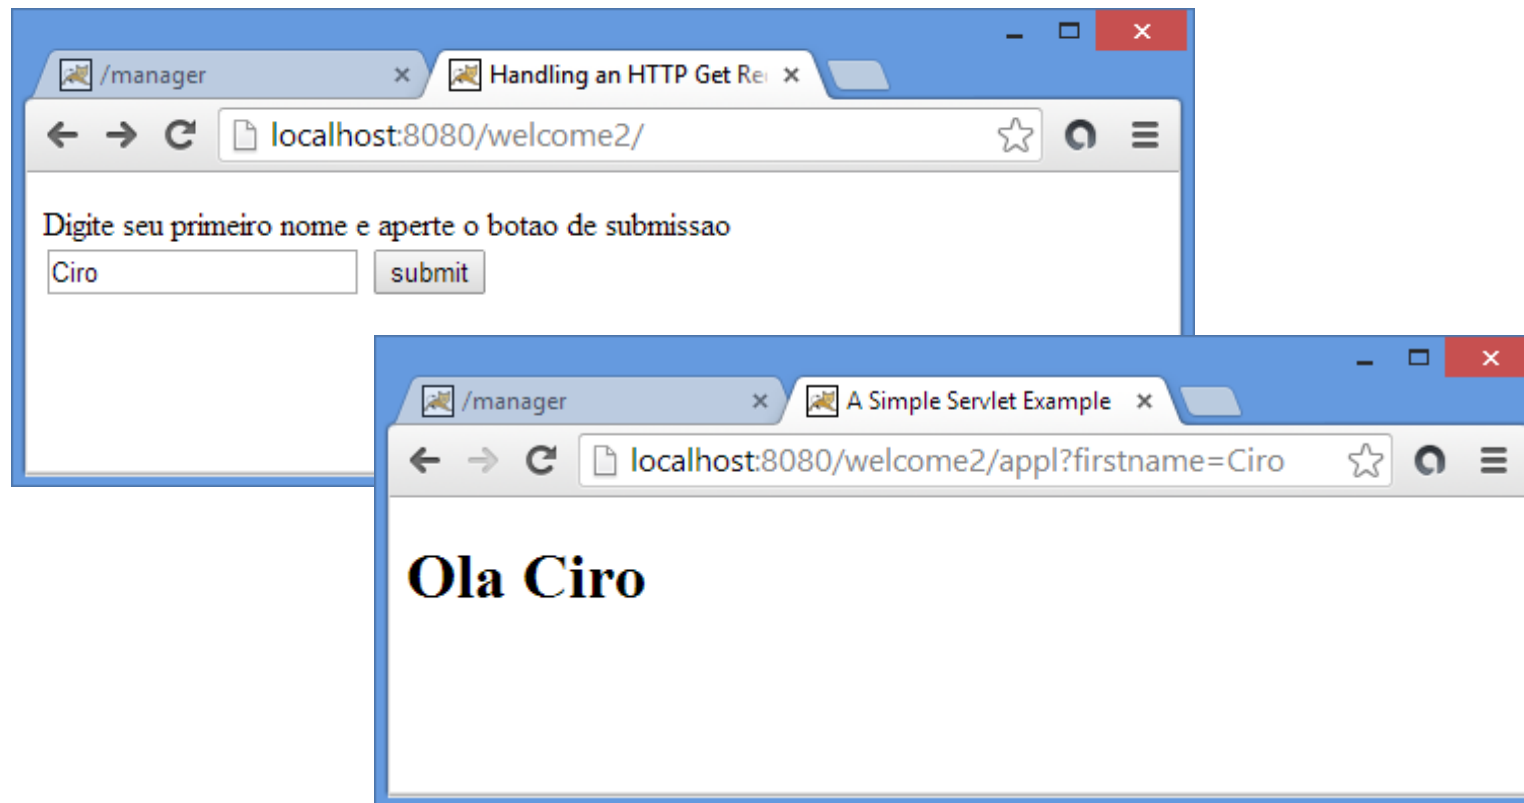 /manager
Handling an HTTP Get Re
localhost:8080/welcome2/
Digite seu primeiro nome e aperte o botao de submissao
Ciro
submit
/manager
A Simple Servlet Example
localhost:8080/welcome2/appl?firstname=Ciro
Ola Ciro